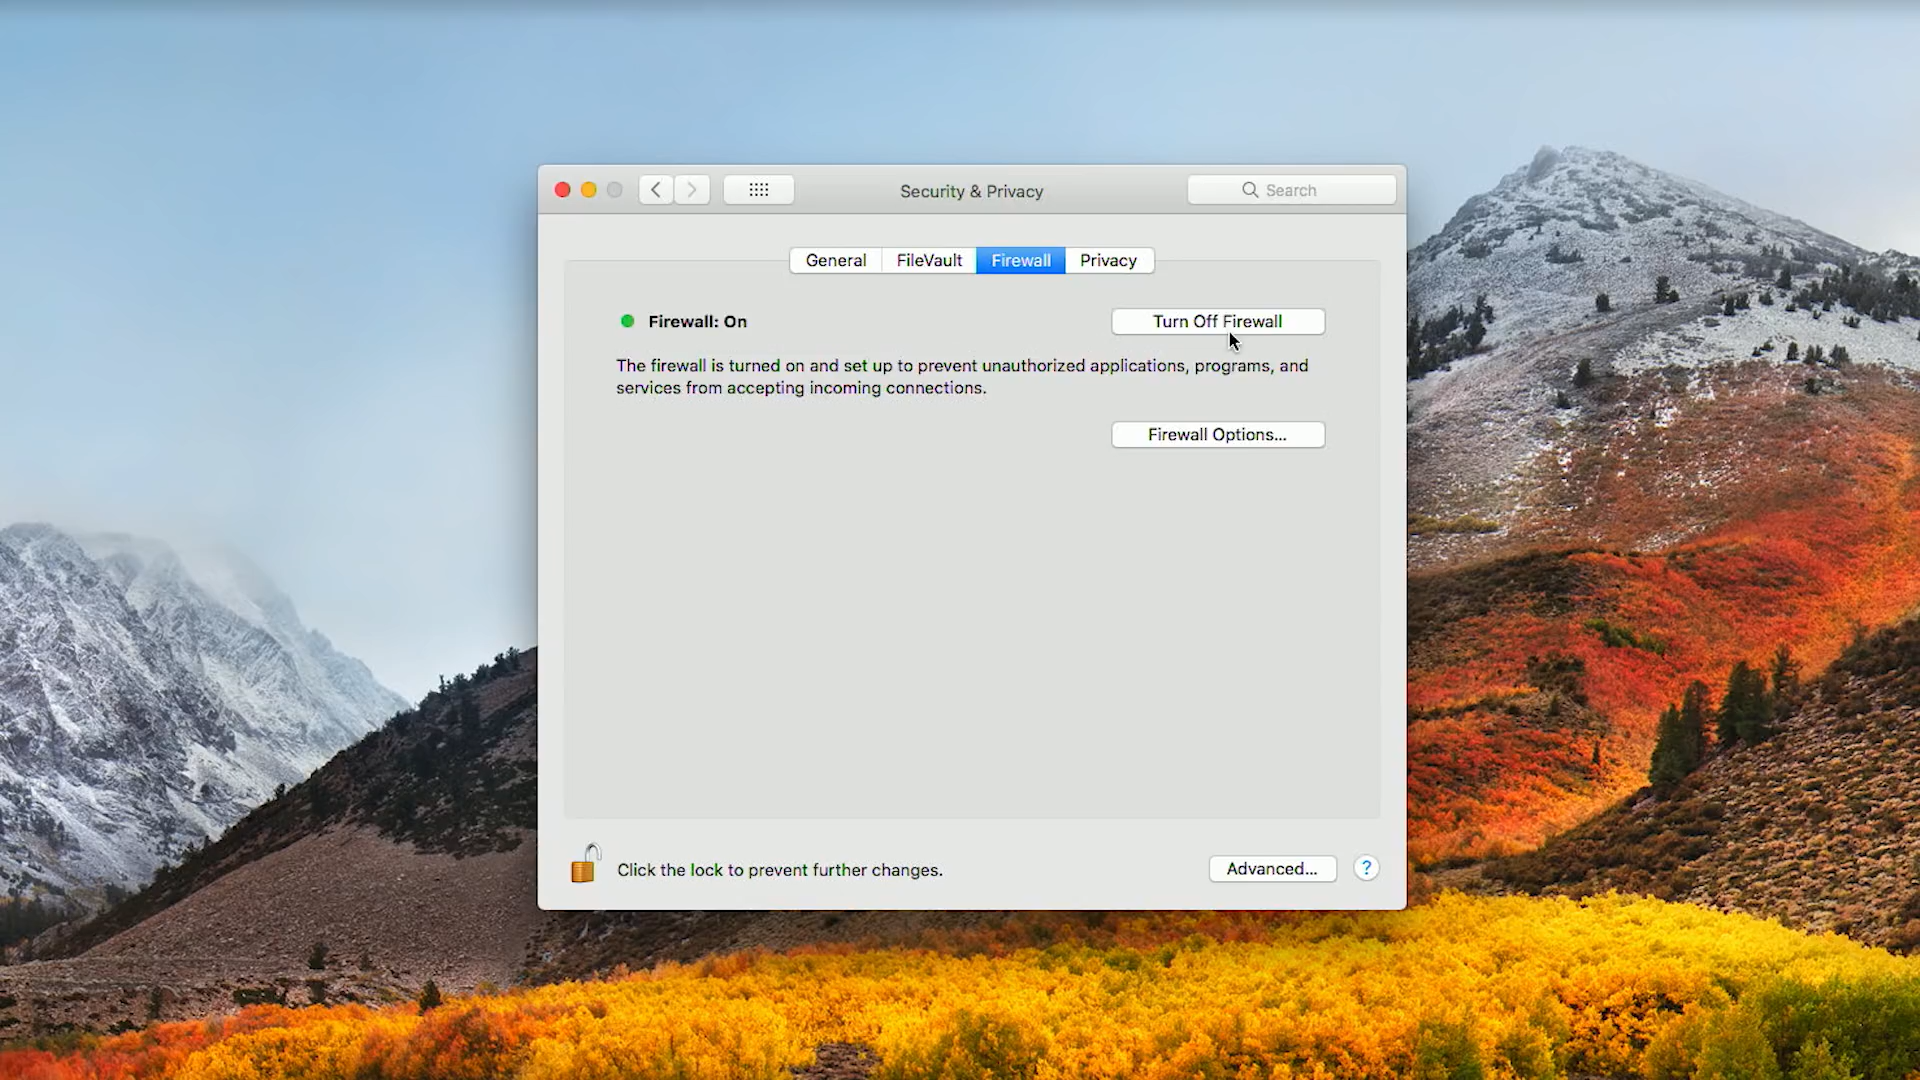 Security & Privacy
Search
General
FileVault
Firewall
Privacy
Firewall: On
Turn Off Firewall
The firewall is turned on and set up to prevent unauthorized applications, programs, and
services from accepting incoming connections.
Firewall Options...
Click the lock to prevent further changes.
Advanced...
?